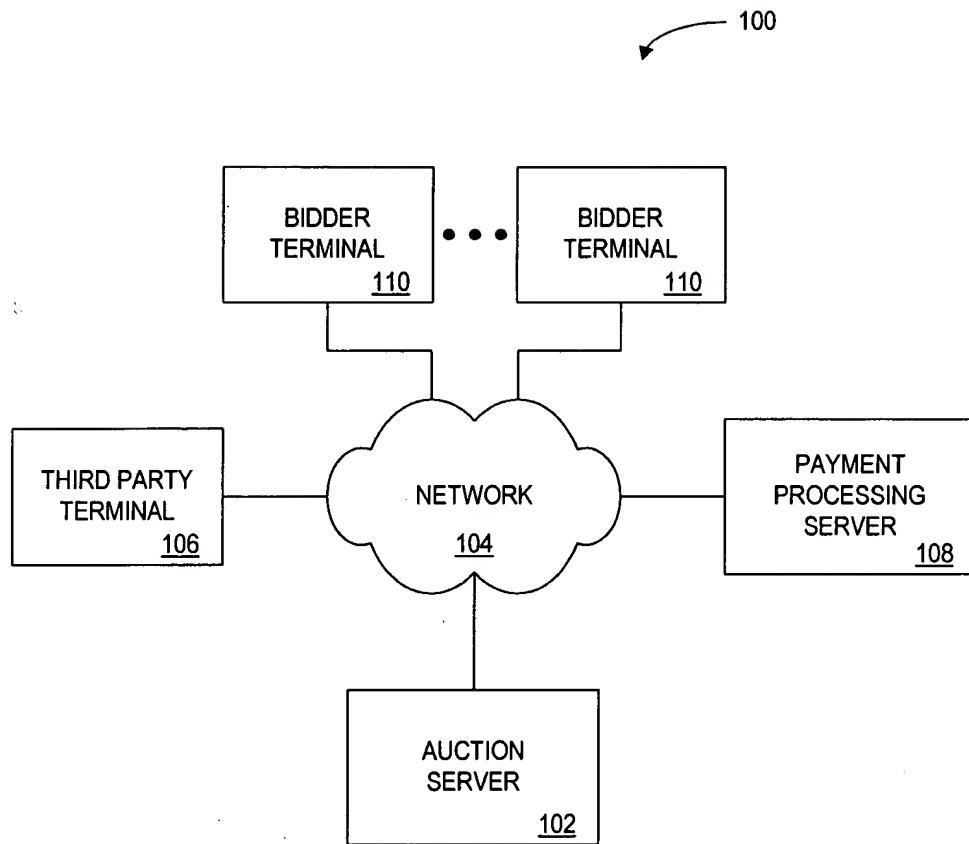 100
BIDDER
TERMINAL
110
BIDDER
TERMINAL
110
THIRD PARTY
TERMINAL
106
NETWORK
104
PAYMENT
PROCESSING
SERVER
108
AUCTION
SERVER
102